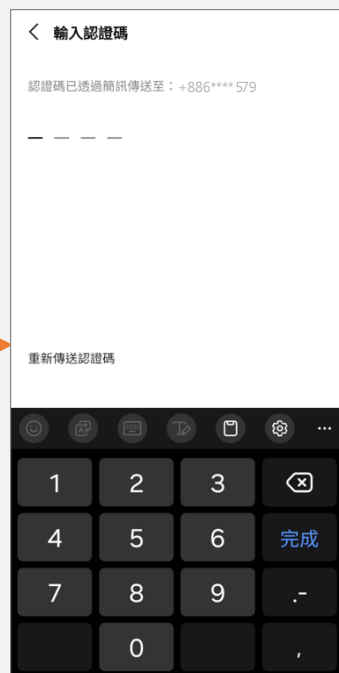 輸入認證碼
認證碼已透過簡訊傳送至：+886****579
重新傳送認證碼
1 2 3
4 5 6 完成
7 8 9 .-
0 ,